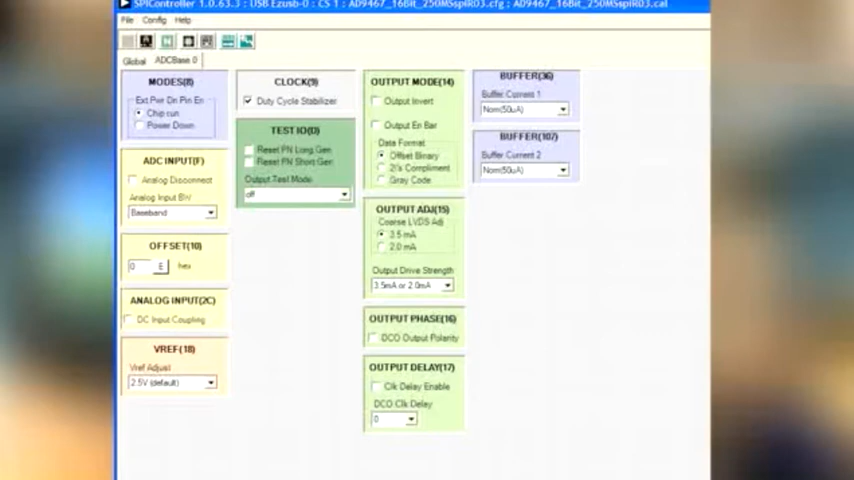 SPIController 1.0.63.3 : USB Ezusb-0 : CS 1 : AD9467_16Bit_250MSspiR03.cfg ; AD9467_16Bit_250MSspiR03.cal
File Config Help
Global ADCBase 0
MODES(8)
Ext Pwr Dn Pin En
Chip run
Power Down
ADC INPUT(F)
Analog Disconnect
Analog Input BW
Baseband
OFFSET(10)
0 E hex
ANALOG INPUT(2C)
DC Input Coupling
VREF(18)
Vref Adjust
2.5V (default)
CLOCK(9)
Duty Cycle Stabilizer
TEST IO(D)
Reset PN Long Gen
Reset PN Short Gen
Output Test Mode
off
OUTPUT MODE(14)
Output Invert
Output En Bar
Data Format
Offset Binary
2\'s Compliment
Gray Code
OUTPUT ADJ(15)
Coarse LVDS Adj
3.5 mA
2.0 mA
Output Drive Strength
3.5mA or 2.0mA
OUTPUT PHASE(16)
DCO Output Polarity
OUTPUT DELAY(17)
Clk Delay Enable
DCO Clk Delay
0
BUFFER(36)
Buffer Current 1
Norm(50uA)
BUFFER(107)
Buffer Current 2
Norm(50uA)